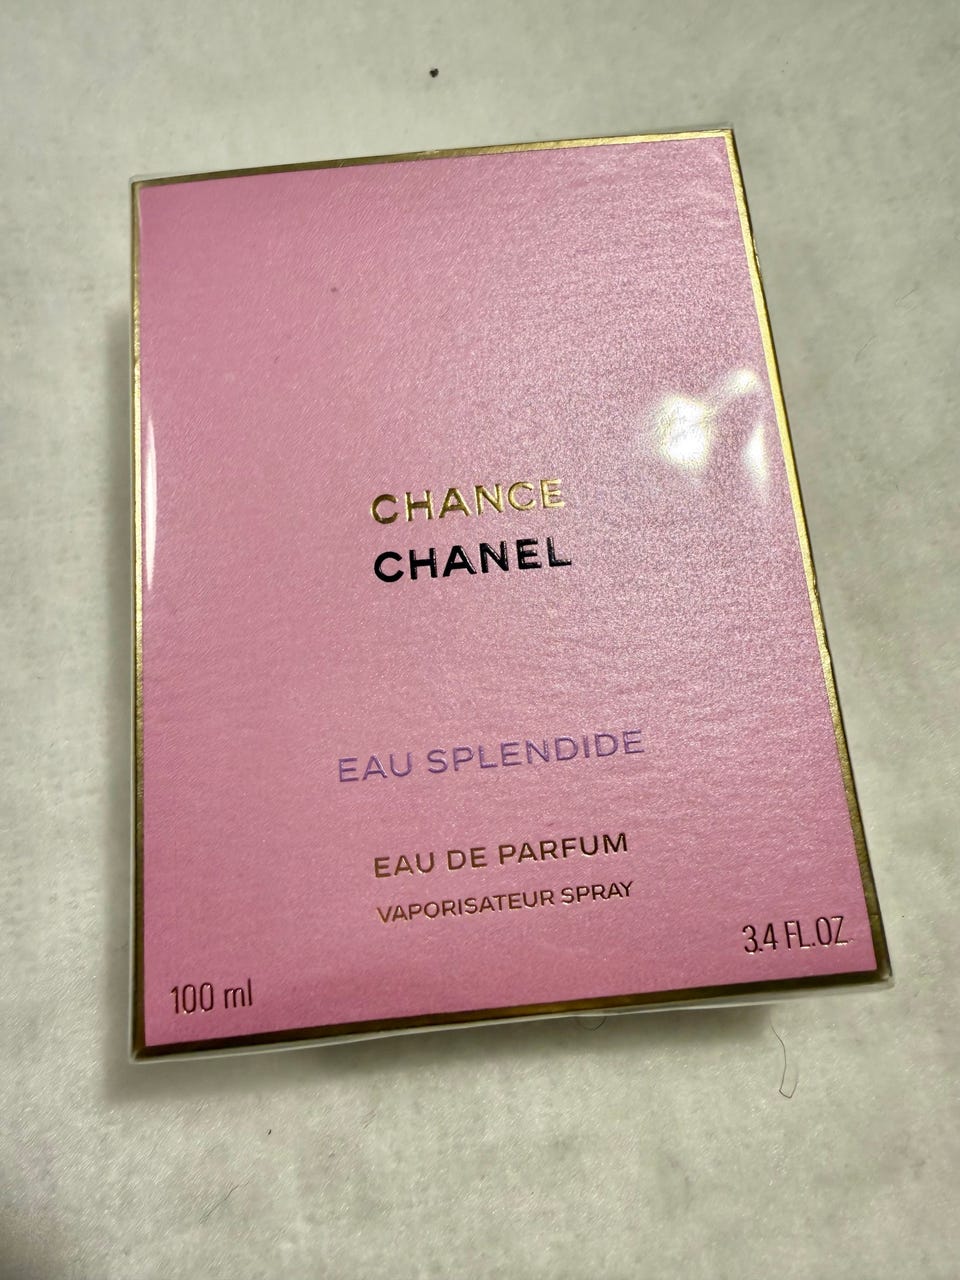 CHANCE
CHANEL
EAU SPLENDIDE
EAU DE PARFUM
VAPORISATEUR SPRAY
3.4 FL.OZ.
100 ml